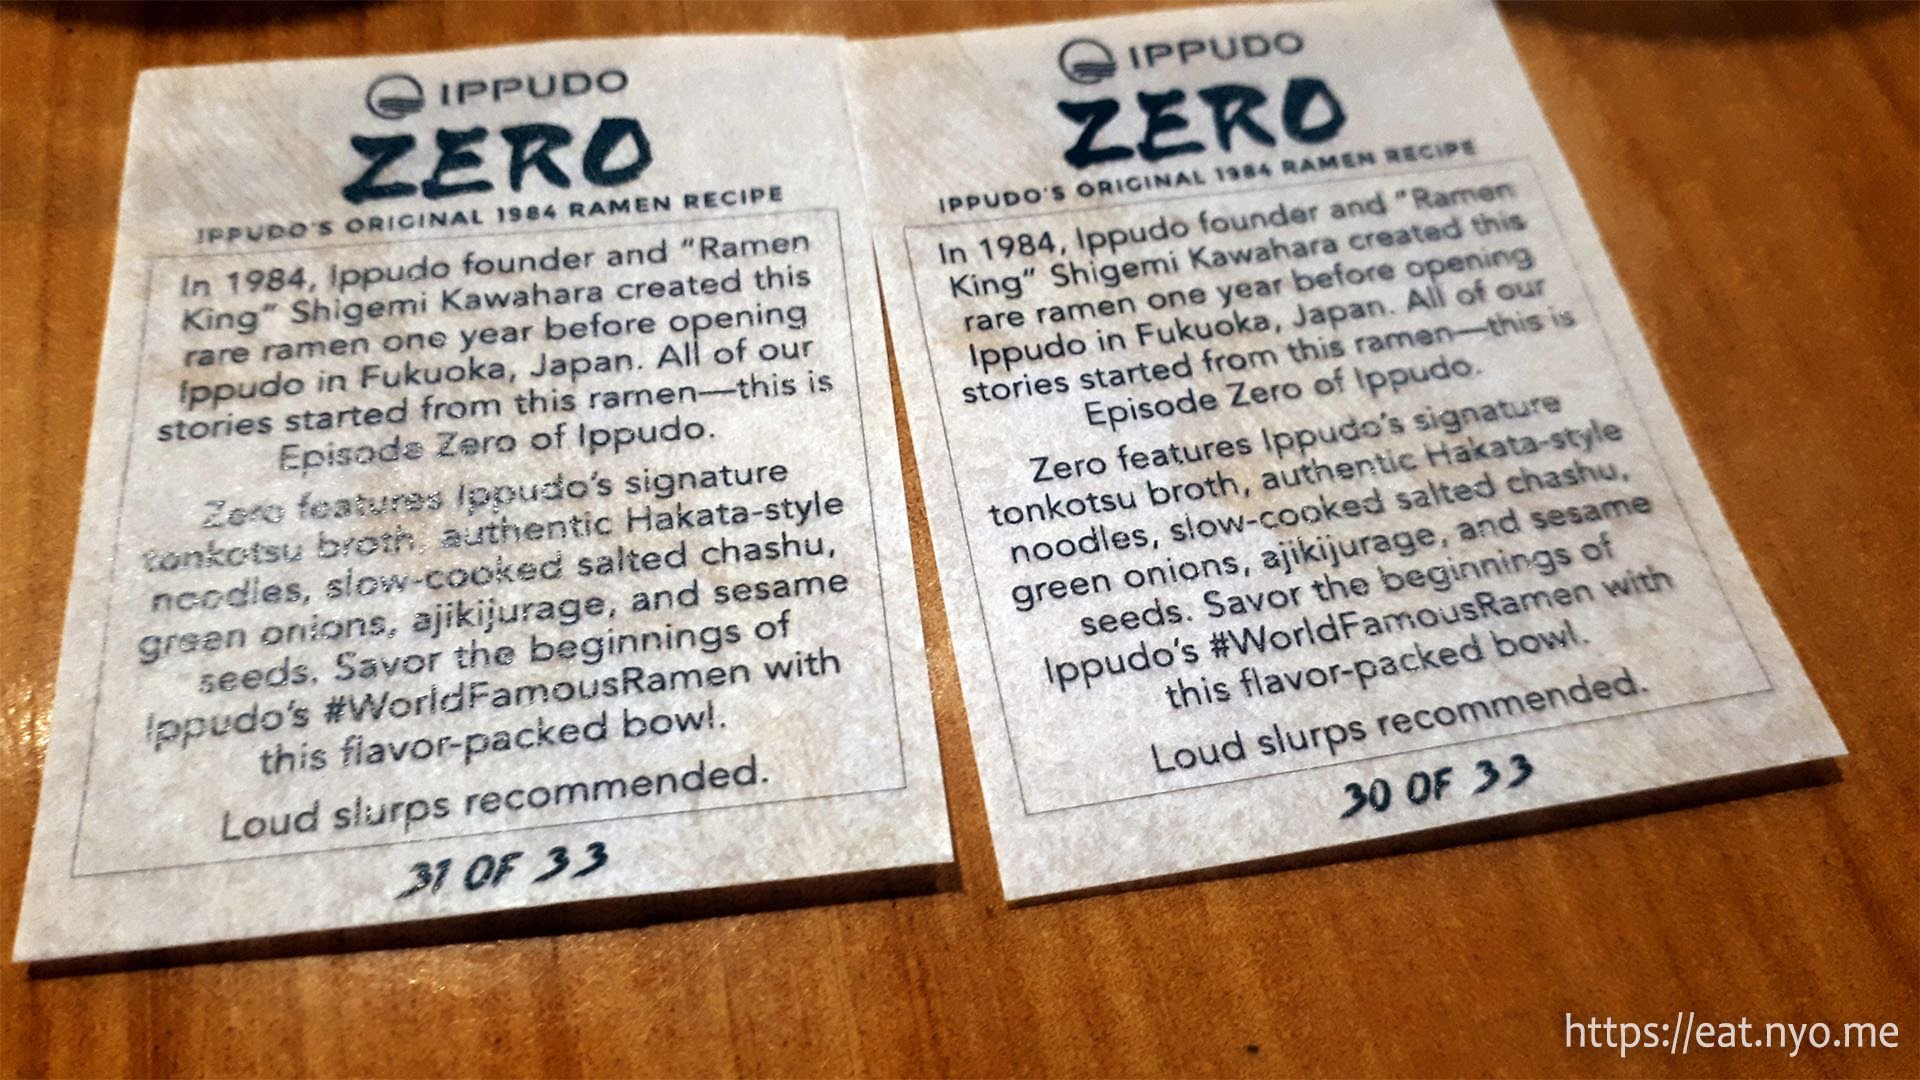 IPPUDO
ZERO
IPPUDO'S ORIGINAL 1984 RAMEN RECIPE
In 1984, Ippudo founder and "Ramen
King" Shigemi Kawahara created this
rare ramen one year before opening
Ippudo in Fukuoka, Japan. All of our
stories started from this ramen—this is
Episode Zero of Ippudo.
Zero features Ippudo's signature
tonkotsu broth, authentic Hakata-style
noodles, slow-cooked salted chashu,
green onions, ajikijurage, and sesame
seeds. Savor the beginnings of
Ippudo's #WorldFamousRamen with
this flavor-packed bowl.
Loud slurps recommended.
31 OF 33
IPPUDO
ZERO
IPPUDO'S ORIGINAL 1984 RAMEN RECIPE
In 1984, Ippudo founder and "Ramen
King" Shigemi Kawahara created this
rare ramen one year before opening
Ippudo in Fukuoka, Japan. All of our
stories started from this ramen—this is
Episode Zero of Ippudo.
Zero features Ippudo's signature
tonkotsu broth, authentic Hakata-style
noodles, slow-cooked salted chashu,
green onions, ajikijurage, and sesame
seeds. Savor the beginnings of
Ippudo's #WorldFamousRamen with
this flavor-packed bowl.
Loud slurps recommended.
30 OF 33
https://eat.nyo.me